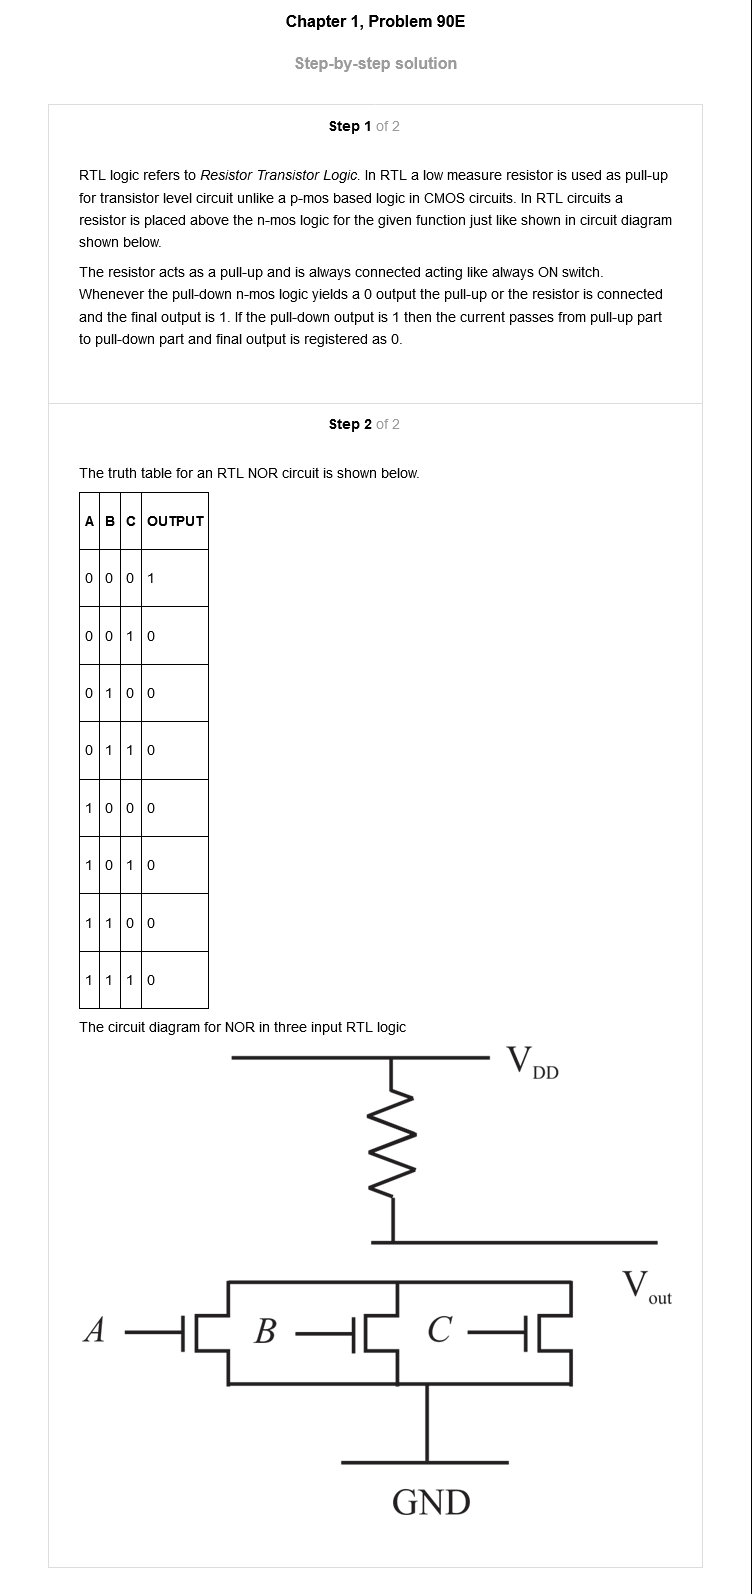 Chapter 1, Problem 90E
Step-by-step solution
Step 1 of 2
RTL logic refers to Resistor Transistor Logic. In RTL a low measure resistor is used as pull-up
for transistor level circuit unlike a p-mos based logic in CMOS circuits. In RTL circuits a
resistor is placed above the n-mos logic for the given function just like shown in circuit diagram
shown below.
The resistor acts as a pull-up and is always connected acting like always ON switch.
Whenever the pull-down n-mos logic yields a 0 output the pull-up or the resistor is connected
and the final output is 1. If the pull-down output is 1 then the current passes from pull-up part
to pull-down part and final output is registered as 0.
Step 2 of 2
The truth table for an RTL NOR circuit is shown below.
A B C OUTPUT
0 0 0 1
0 0 1 0
0 1 0 0
0 1 1 0
1 0 0 0
1 0 1 0
1 1 0 0
1 1 1 0
The circuit diagram for NOR in three input RTL logic
VDD
Vout
A B C
GND